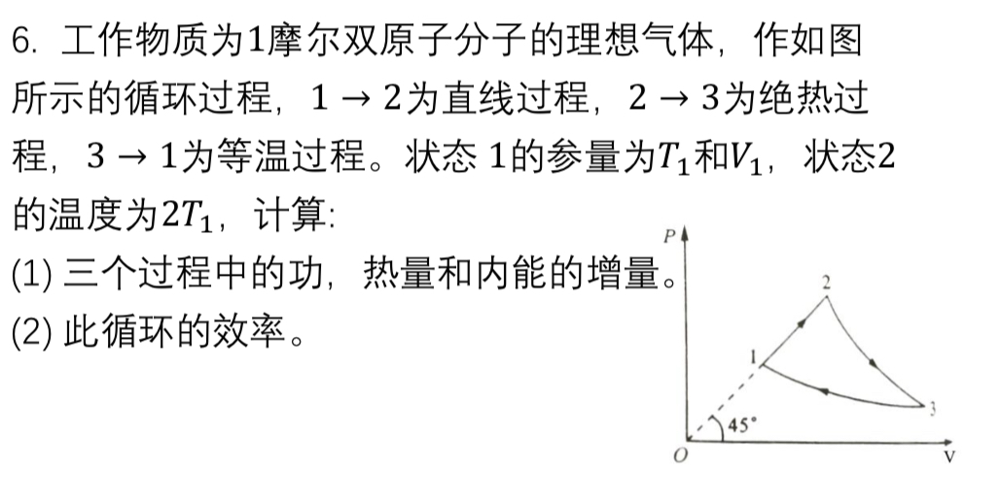 6. 工作物质为1摩尔双原子分子的理想气体，作如图
所示的循环过程，1 → 2为直线过程，2 → 3为绝热过
程，3 → 1为等温过程。状态 1的参量为T₁和V₁，状态2
的温度为2T₁，计算:
(1) 三个过程中的功，热量和内能的增量。
(2) 此循环的效率。
P
2
1
3
45°
O
V